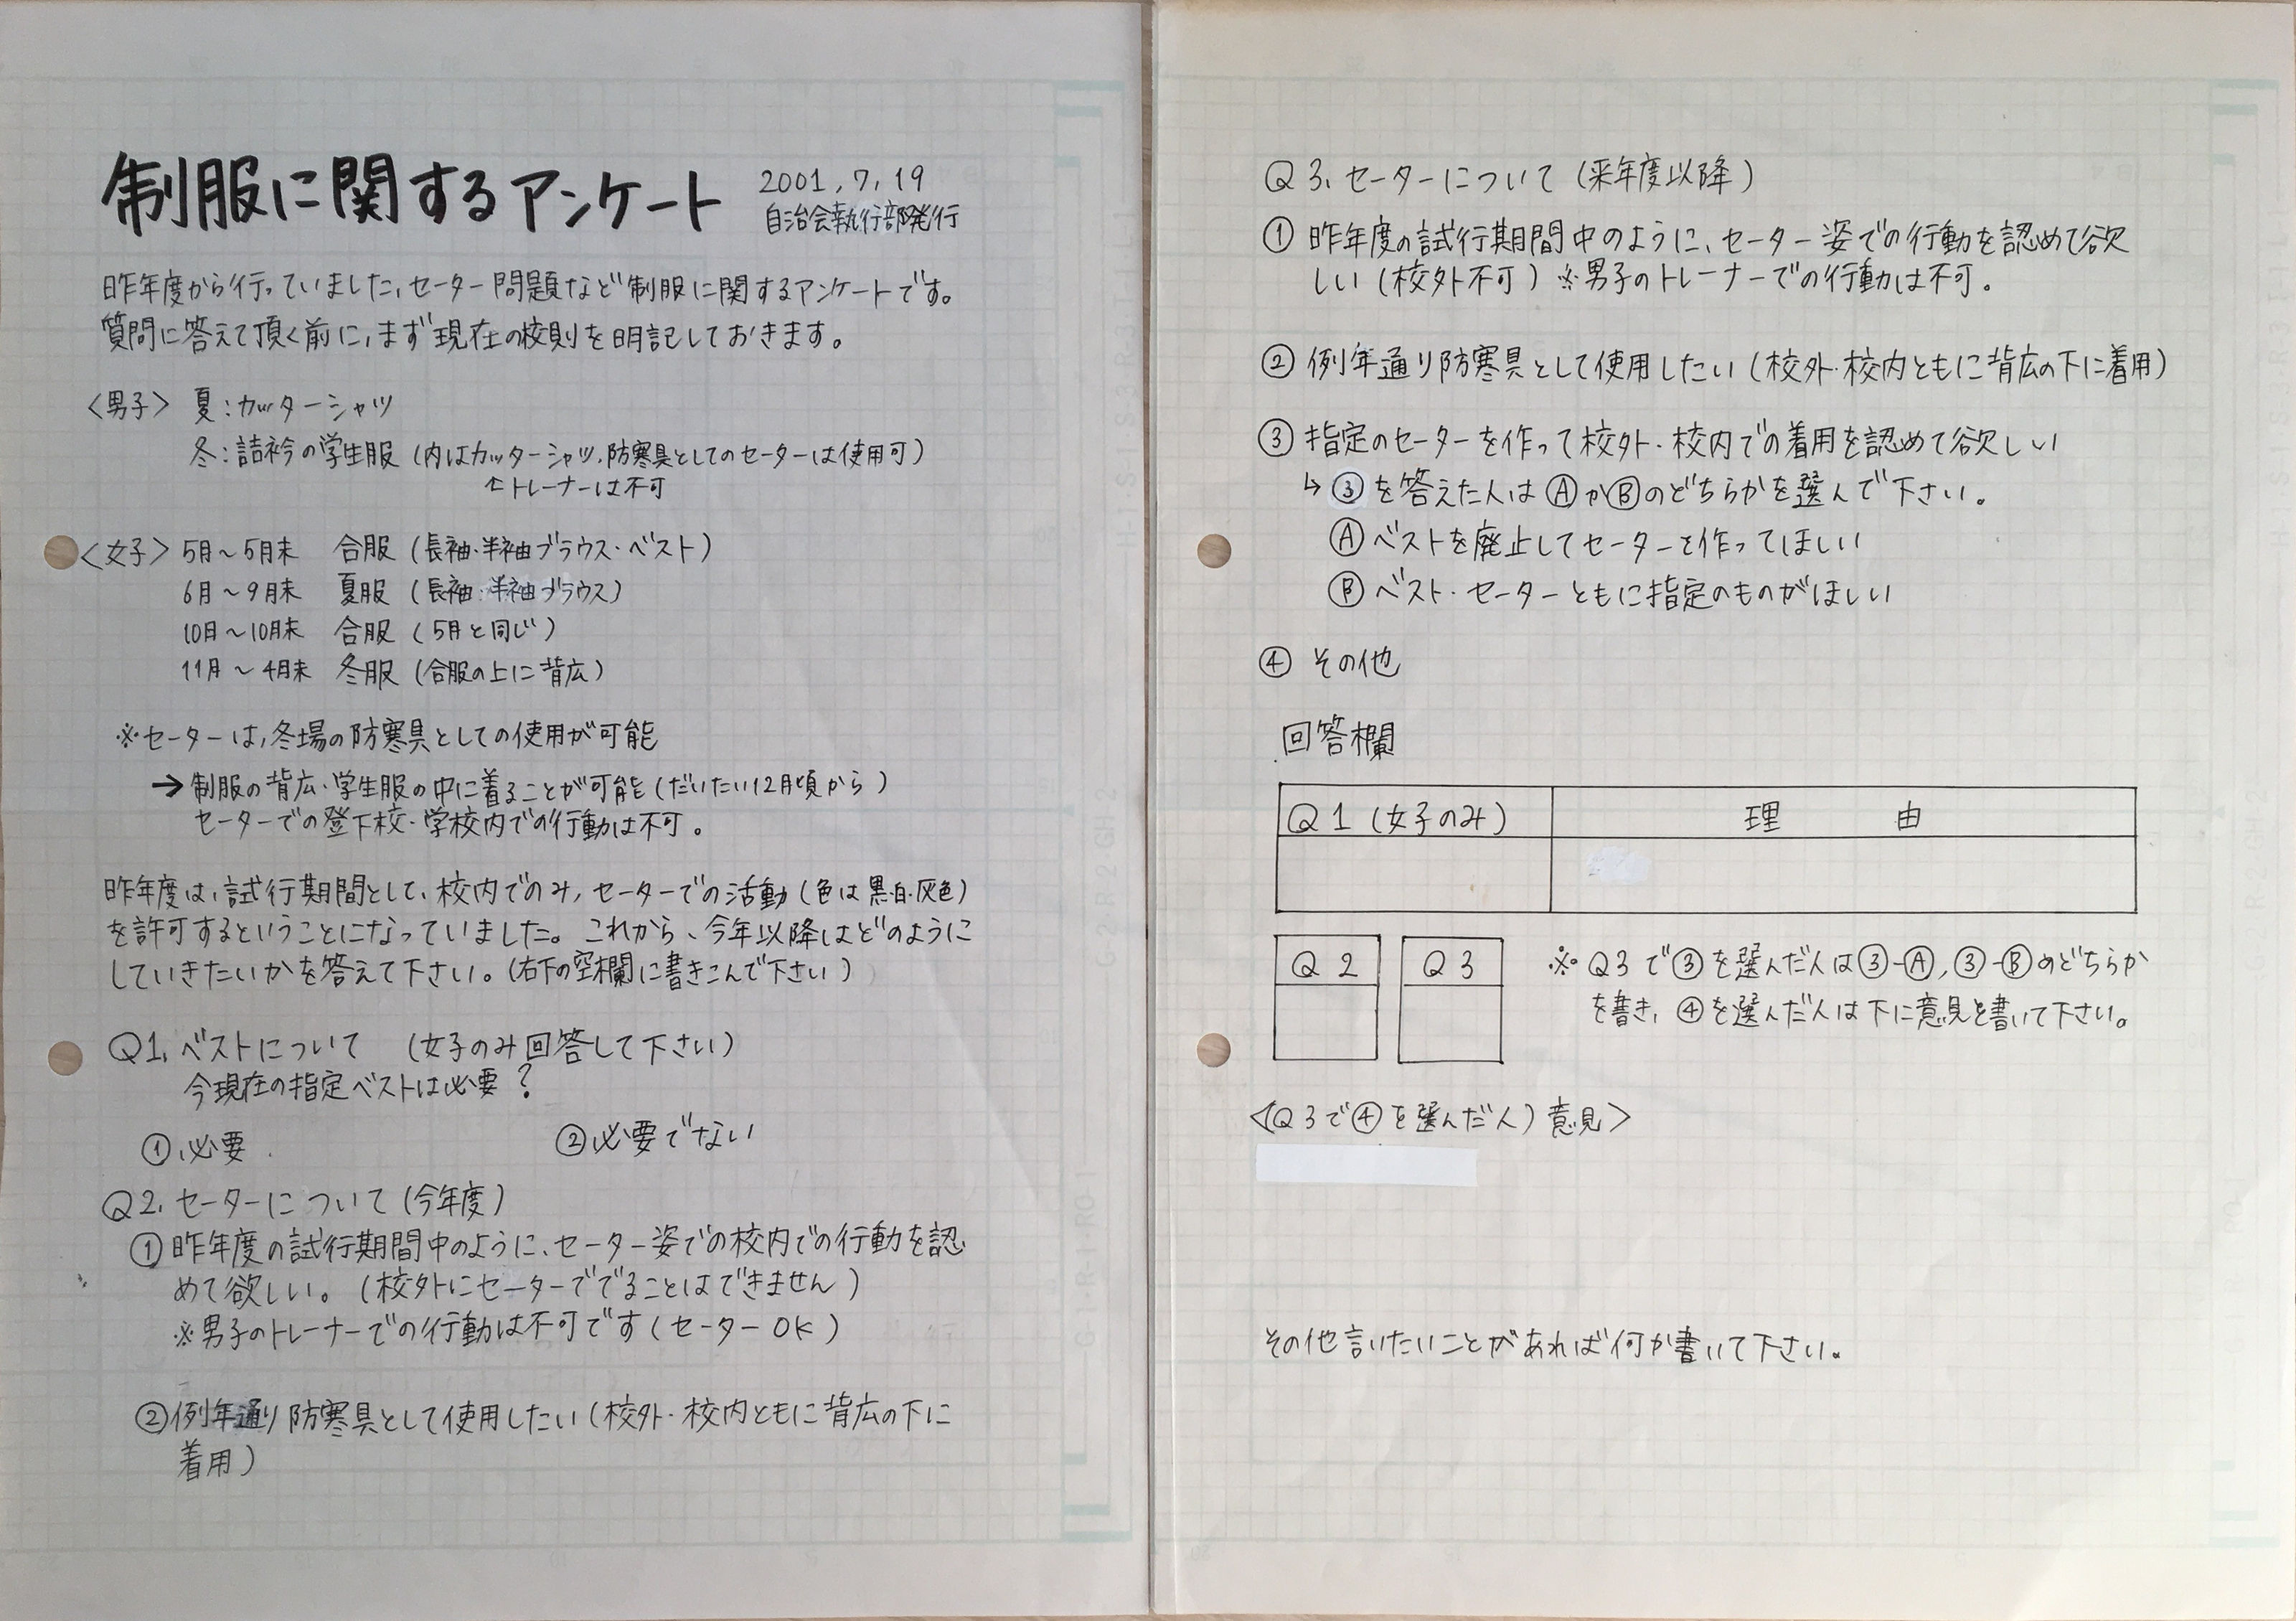 制服に関するアンケート
2001,7,19
自治会執行部発行
昨年度から行っていました,セーター問題など制服に関するアンケートです。
質問に答えて頂く前に,まず現在の校則を明記しておきます。
〈男子〉 夏:カッターシャツ
冬:詰衿の学生服(内はカッターシャツ,防寒具としてのセーターは使用可)
←トレーナーは不可
〈女子〉 5月〜5月末 合服(長袖・半袖ブラウス・ベスト)
6月〜9月末 夏服(長袖・半袖ブラウス)
10月〜10月末 合服(5月と同じ)
11月〜4月末 冬服(合服の上に背広)
※セーターは,冬場の防寒具としての使用が可能
→制服の背広・学生服の中に着ることが可能(だいたい12月頃から)
セーターでの登下校・学校内での行動は不可。
昨年度は,試行期間として,校内でのみ,セーターでの活動(色は黒・白・灰色)
を許可するということになっていました。これから、今年以降はどのように
していきたいかを答えて下さい。(右下の空欄に書きこんで下さい)
Q1,ベストについて (女子のみ回答して下さい)
今現在の指定ベストは必要?
①必要 ②必要でない
Q2,セーターについて(今年度)
①昨年度の試行期間中のように,セーター姿での校内での行動を認
めて欲しい。(校外にセーターででることはできません)
※男子のトレーナーでの行動は不可です(セーターOK)
②例年通り防寒具として使用したい(校外・校内ともに背広の下に
着用)
Q3,セーターについて(来年度以降)
①昨年度の試行期間中のように、セーター姿での行動を認めて欲
しい(校外不可)※男子のトレーナーでの行動は不可.
②例年通り防寒具として使用したい(校外・校内ともに背広の下に着用)
③指定のセーターを作って校外・校内での着用を認めて欲しい
↳③を答えた人はⒶかⒷのどちらかを選んで下さい。
Ⓐベストを廃止してセーターを作ってほしい
Ⓑベスト・セーターともに指定のものがほしい
④ その他
回答欄
Q1(女子のみ) 理由
Q2 Q3
※Q3で③を選んだ人は③-Ⓐ,③-Ⓑのどちらか
を書き,④を選んだ人は下に意見を書いて下さい。
〈Q3で④を選んだ人)意見〉
その他言いたいことがあれば何か書いて下さい。